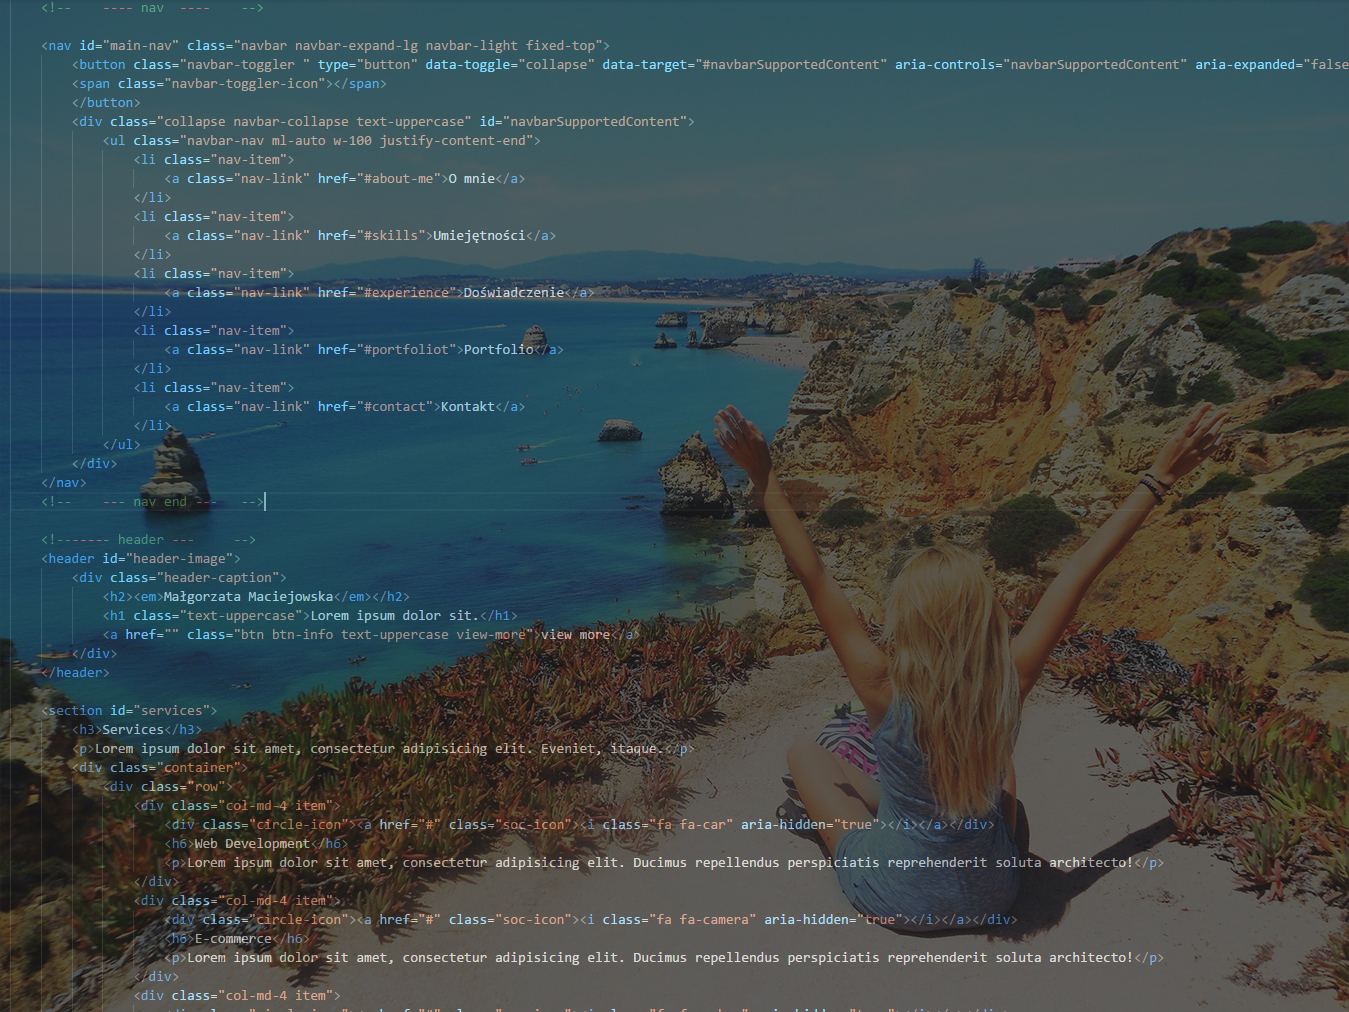 <!--    ---- nav  ----    -->
<nav id="main-nav" class="navbar navbar-expand-lg navbar-light fixed-top">
<button class="navbar-toggler " type="button" data-toggle="collapse" data-target="#navbarSupportedContent" aria-controls="navbarSupportedContent" aria-expanded="false
<span class="navbar-toggler-icon"></span>
</button>
<div class="collapse navbar-collapse text-uppercase" id="navbarSupportedContent">
<ul class="navbar-nav ml-auto w-100 justify-content-end">
<li class="nav-item">
<a class="nav-link" href="#about-me">O mnie</a>
</li>
<li class="nav-item">
<a class="nav-link" href="#skills">Umiejętności</a>
</li>
<li class="nav-item">
<a class="nav-link" href="#experience">Doświadczenie</a>
</li>
<li class="nav-item">
<a class="nav-link" href="#portfoliot">Portfolio</a>
</li>
<li class="nav-item">
<a class="nav-link" href="#contact">Kontakt</a>
</li>
</ul>
</div>
</nav>
<!--    --- nav end ---   -->
<!------- header ---     -->
<header id="header-image">
<div class="header-caption">
<h2><em>Małgorzata Maciejowska</em></h2>
<h1 class="text-uppercase">Lorem ipsum dolor sit.</h1>
<a href="" class="btn btn-info text-uppercase view-more">view more</a>
</div>
</header>
<section id="services">
<h3>Services</h3>
<p>Lorem ipsum dolor sit amet, consectetur adipisicing elit. Eveniet, itaque.</p>
<div class="container">
<div class="row">
<div class="col-md-4 item">
<div class="circle-icon"><a href="#" class="soc-icon"><i class="fa fa-car" aria-hidden="true"></i></a></div>
<h6>Web Development</h6>
<p>Lorem ipsum dolor sit amet, consectetur adipisicing elit. Ducimus repellendus perspiciatis reprehenderit soluta architecto!</p>
</div>
<div class="col-md-4 item">
<div class="circle-icon"><a href="#" class="soc-icon"><i class="fa fa-camera" aria-hidden="true"></i></a></div>
<h6>E-commerce</h6>
<p>Lorem ipsum dolor sit amet, consectetur adipisicing elit. Ducimus repellendus perspiciatis reprehenderit soluta architecto!</p>
</div>
<div class="col-md-4 item">